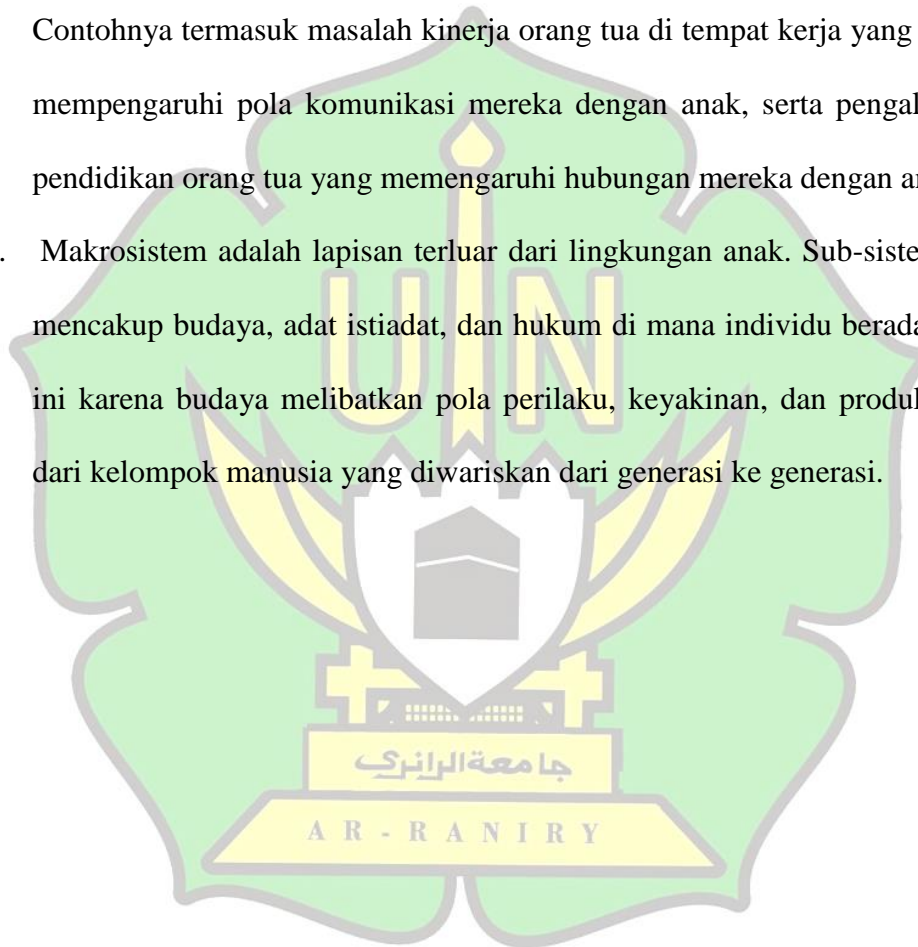 Contohnya termasuk masalah kinerja orang tua di tempat kerja yang
mempengaruhi pola komunikasi mereka dengan anak, serta
pendidikan orang tua yang memengaruhi hubungan mereka dengan
. Makrosistem adalah lapisan terluar dari lingkungan anak.
mencakup budaya, adat istiadat, dan hukum di mana individu
ini karena budaya melibatkan pola perilaku, keyakinan, dan
dari kelompok manusia yang diwariskan dari generasi ke generasi.
UIN
جامعة الرانري
AR-RANIRY